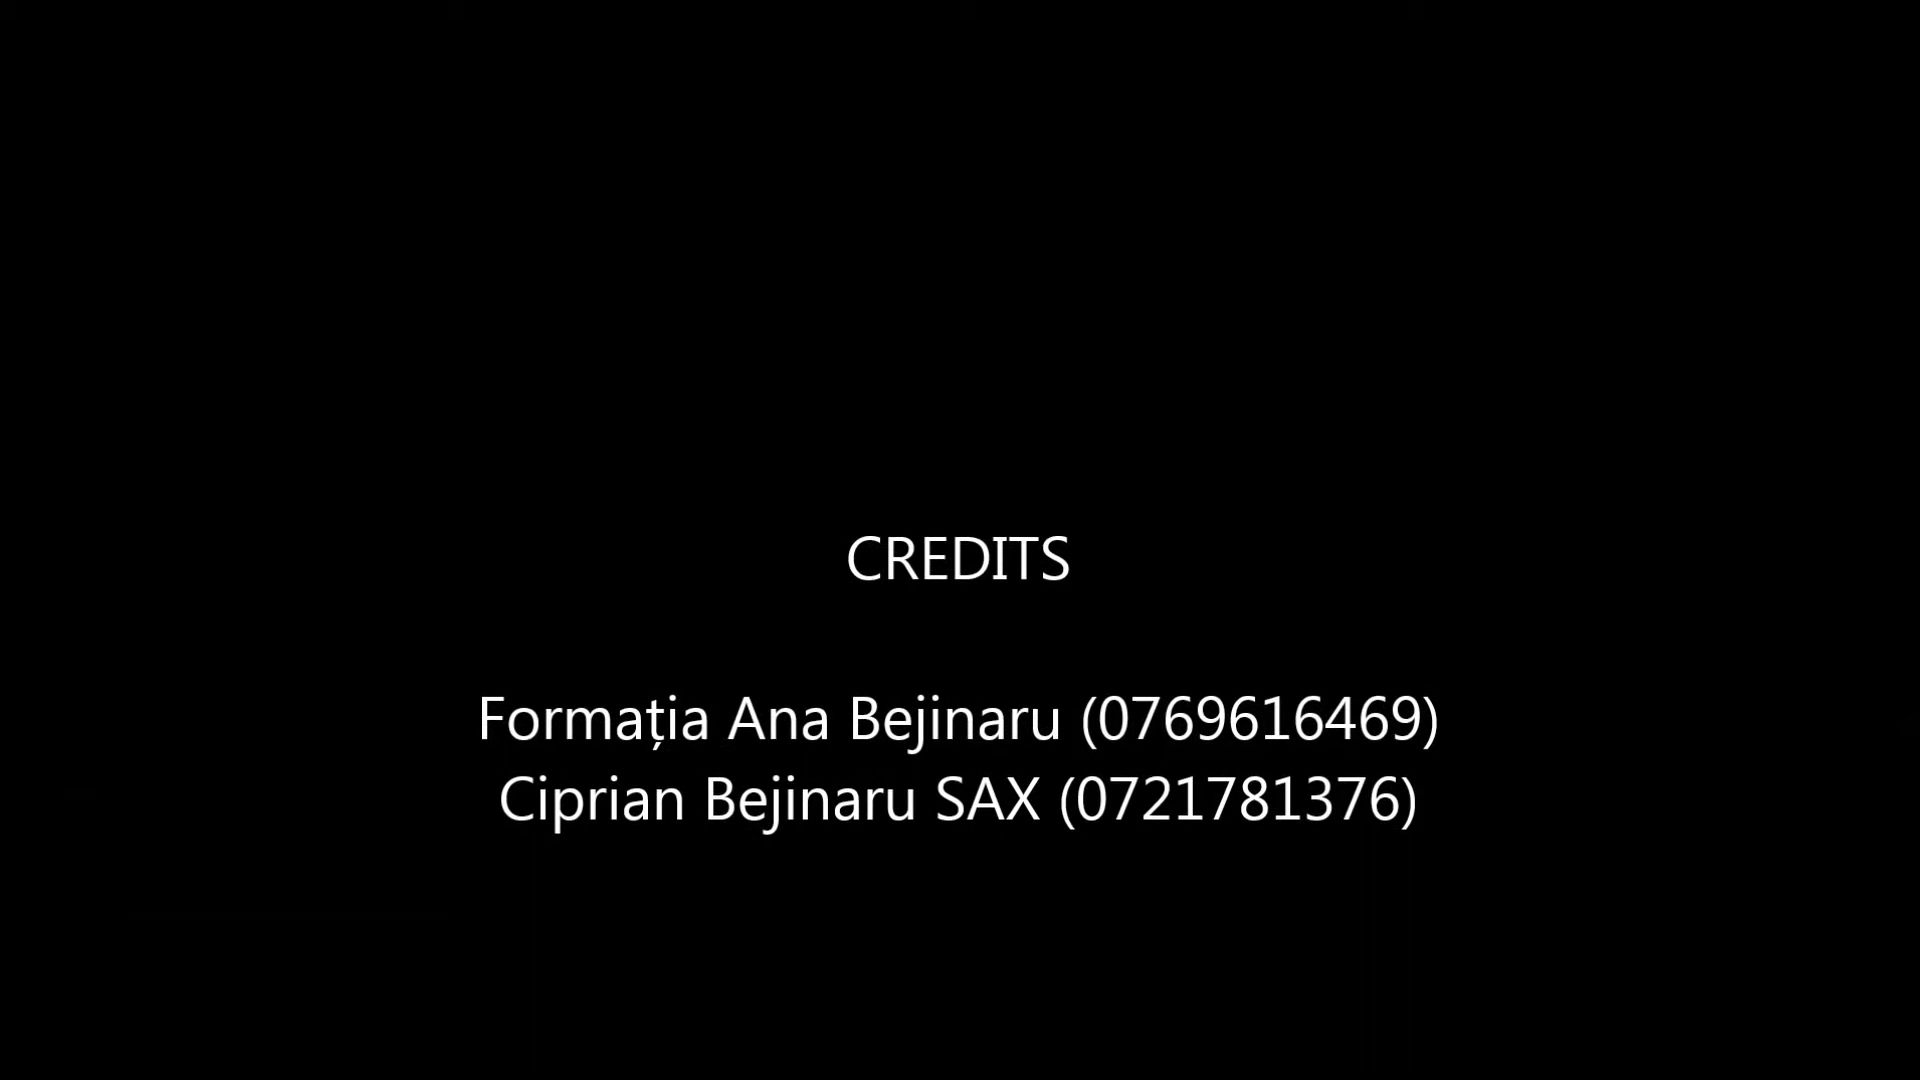 CREDITS
Formația Ana Bejinaru (0769616469)
Ciprian Bejinaru SAX (0721781376)